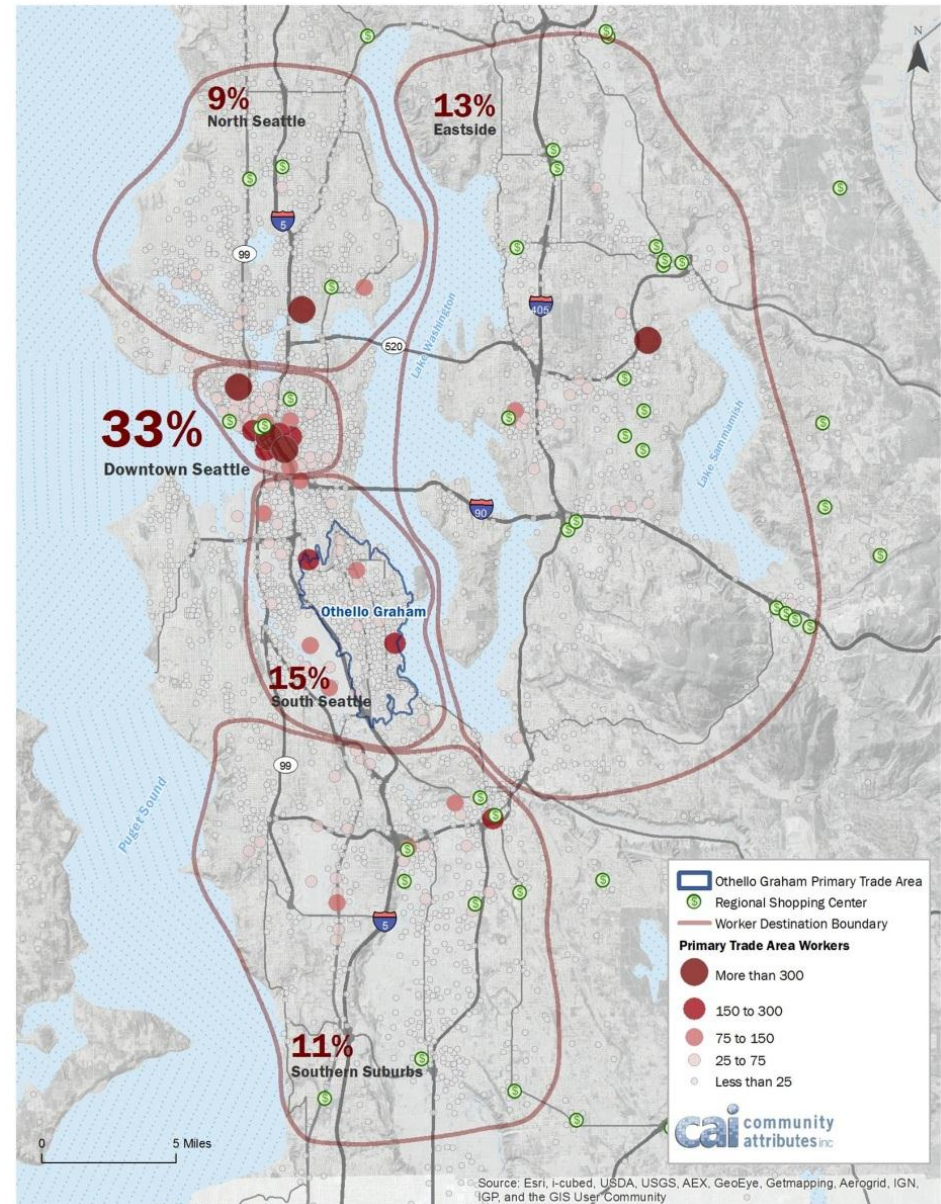 N
9%
North Seattle
13%
Eastside
5
99
405
Lake Washington
520
33%
Downtown Seattle
Lake Sammamish
90
Othello Graham
15%
South Seattle
99
Puget Sound
5
11%
Southern Suburbs
0 5 Miles
Othello Graham Primary Trade Area
$ Regional Shopping Center
Worker Destination Boundary
Primary Trade Area Workers
More than 300
150 to 300
75 to 150
25 to 75
Less than 25
cai community
attributes inc
Source: Esri, i-cubed, USDA, USGS, AEX, GeoEye, Getmapping, Aerogrid, IGN,
IGP, and the GIS User Community